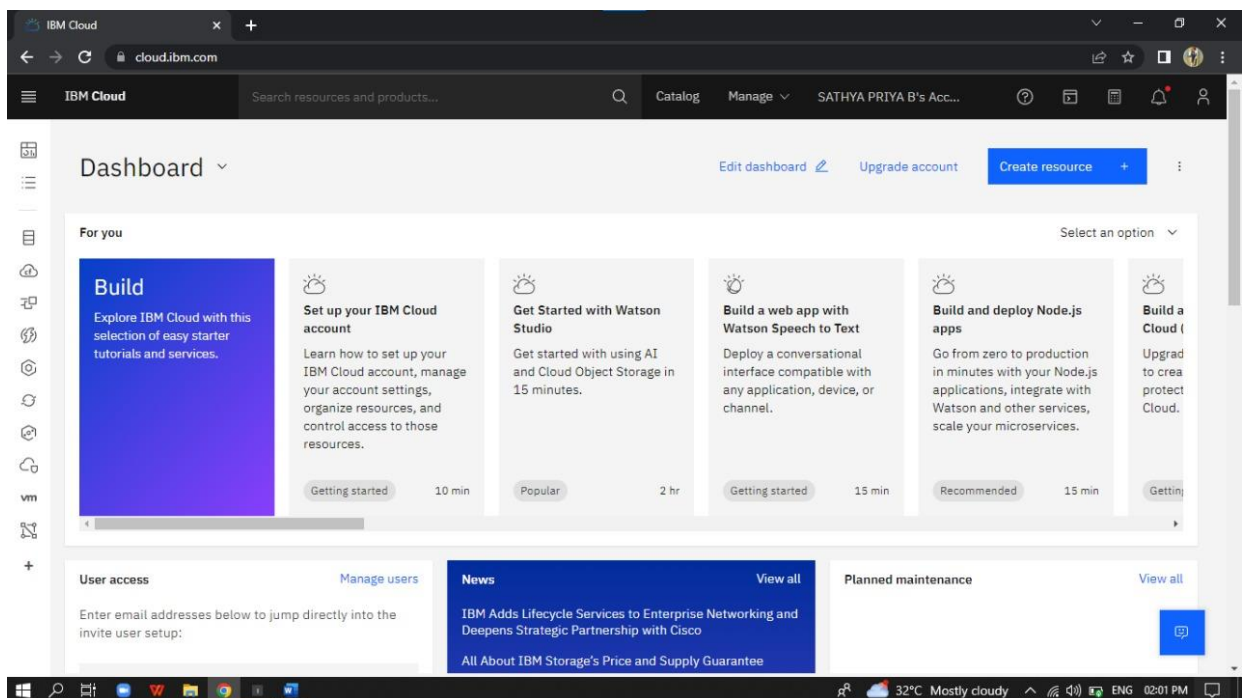 IBM Cloud
cloud.ibm.com
IBM Cloud Search resources and products... Catalog Manage SATHYA PRIYA B's Acc...
Dashboard Edit dashboard Upgrade account Create resource +
For you Select an option
Build
Explore IBM Cloud with this
selection of easy starter
tutorials and services.
Set up your IBM Cloud
account
Learn how to set up your
IBM Cloud account, manage
your account settings,
organize resources, and
control access to those
resources.
Getting started 10 min
Get Started with Watson
Studio
Get started with using AI
and Cloud Object Storage in
15 minutes.
Popular 2 hr
Build a web app with
Watson Speech to Text
Deploy a conversational
interface compatible with
any application, device, or
channel.
Getting started 15 min
Build and deploy Node.js
apps
Go from zero to production
in minutes with your Node.js
applications, integrate with
Watson and other services,
scale your microservices.
Recommended 15 min
Build a
Cloud (
Upgrad
to crea
protect
Cloud.
Getting
vm
User access Manage users
Enter email addresses below to jump directly into the
invite user setup:
News View all
IBM Adds Lifecycle Services to Enterprise Networking and
Deepens Strategic Partnership with Cisco
All About IBM Storage's Price and Supply Guarantee
Planned maintenance View all
32°C Mostly cloudy ENG 02:01 PM